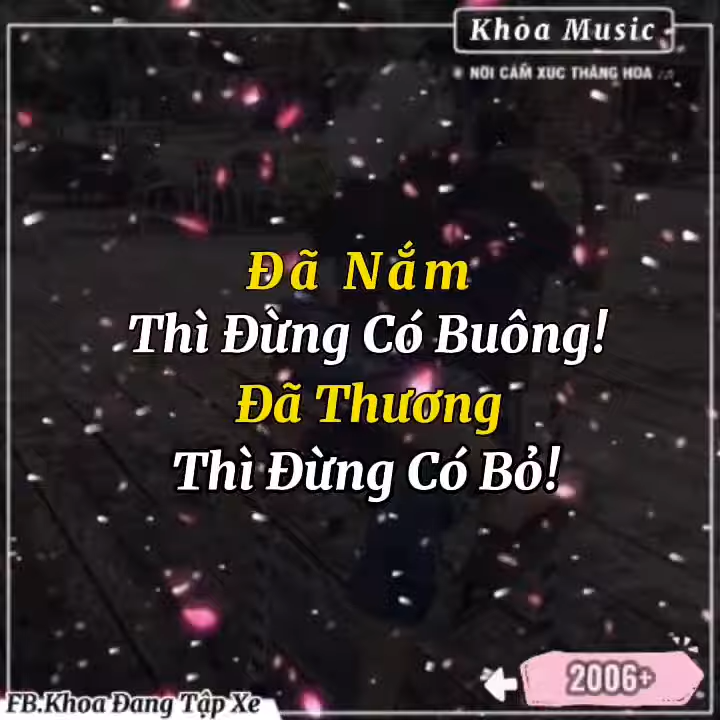 Khoa Music
NƠI CẢM XÚC THĂNG HOA
Đã Nắm
Thì Đừng Có Buông!
Đã Thương
Thì Đừng Có Bỏ!
2006+
FB.Khoa Đang Tập Xe